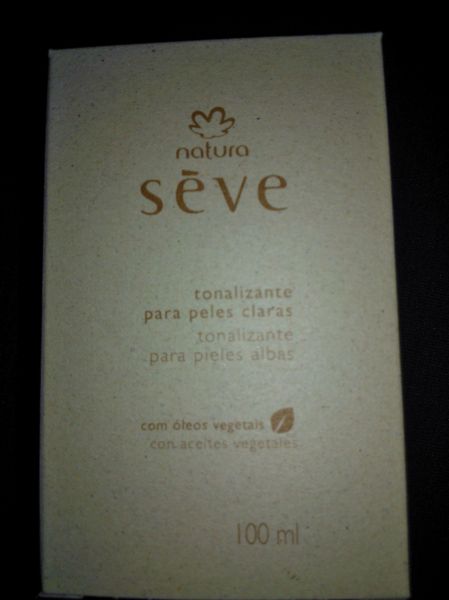 natura
sève
tonalizante
para peles claras
tonalizante
para pieles albas
com óleos vegetais
con aceites vegetales
100 ml